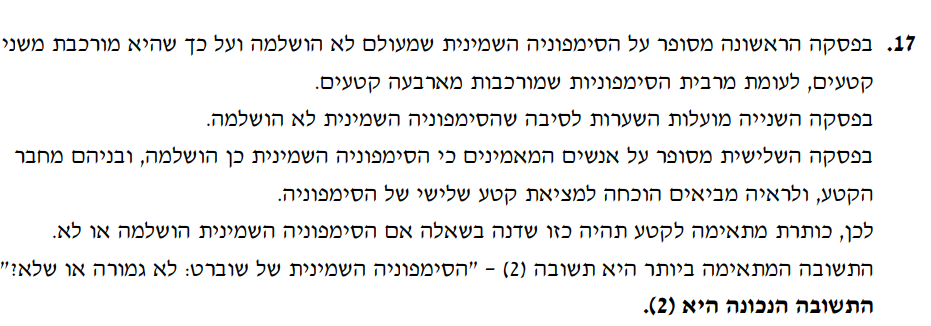 17. בפסקה הראשונה מסופר על הסימפוניה השמינית שמעולם לא הושלמה ועל כך שהיא מורכבת משני
קטעים, לעומת מרבית הסימפוניות שמורכבות מארבעה קטעים.
בפסקה השנייה מועלות השערות לסיבה שהסימפוניה השמינית לא הושלמה.
בפסקה השלישית מסופר על אנשים המאמינים כי הסימפוניה השמינית כן הושלמה, ובניהם מחבר
הקטע, ולראיה מביאים הוכחה למציאת קטע שלישי של הסימפוניה.
לכן, כותרת מתאימה לקטע תהיה כזו שדנה בשאלה אם הסימפוניה השמינית הושלמה או לא.
התשובה המתאימה ביותר היא תשובה (2) – "הסימפוניה השמינית של שוברט: לא גמורה או שלא?"
התשובה הנכונה היא (2).